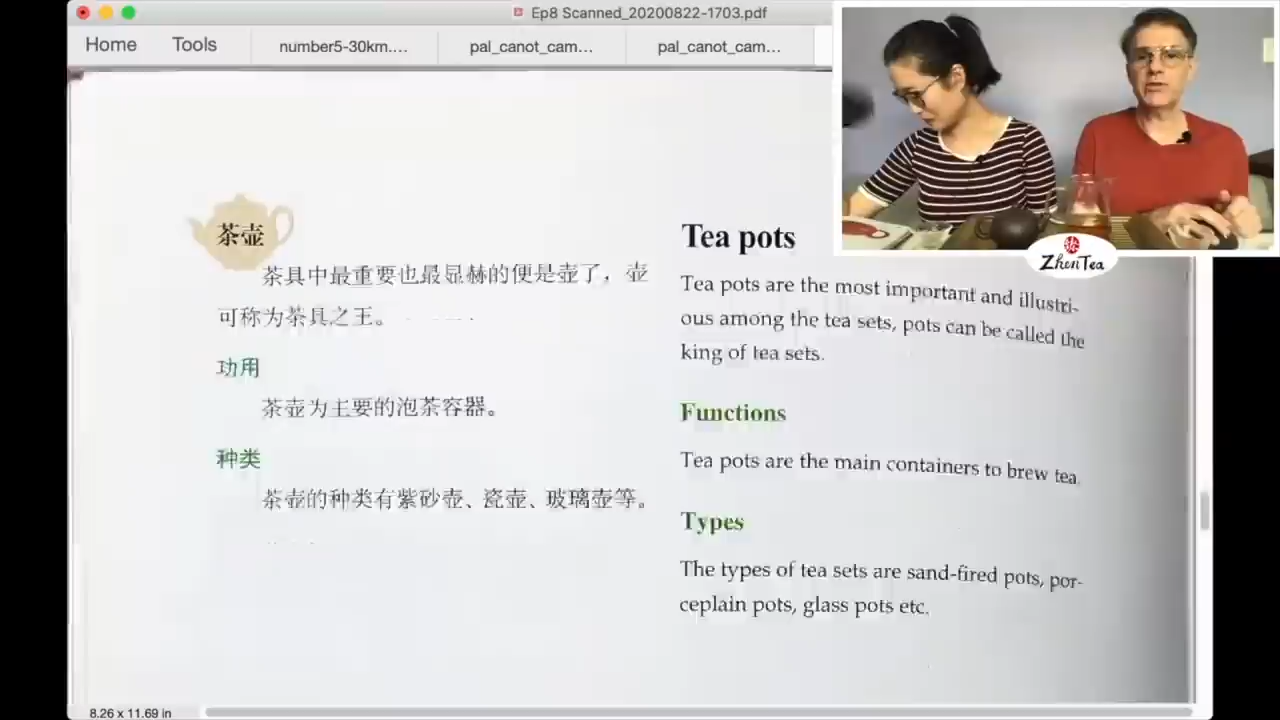 Ep8 Scanned_20200822-1703.pdf
Home
Tools
number5-30km....
pal_canot_cam...
pal_canot_cam...
茶壶
茶具中最重要也最显赫的便是壶了，壶
可称为茶具之王。
功用
茶壶为主要的泡茶容器。
种类
茶壶的种类有紫砂壶、瓷壶、玻璃壶等。
Tea pots
Tea pots are the most important and illustri-
ous among the tea sets, pots can be called the
king of tea sets.
Functions
Tea pots are the main containers to brew tea.
Types
The types of tea sets are sand-fired pots, por-
ceplain pots, glass pots etc.
ZhenTea
8.26 x 11.69 in